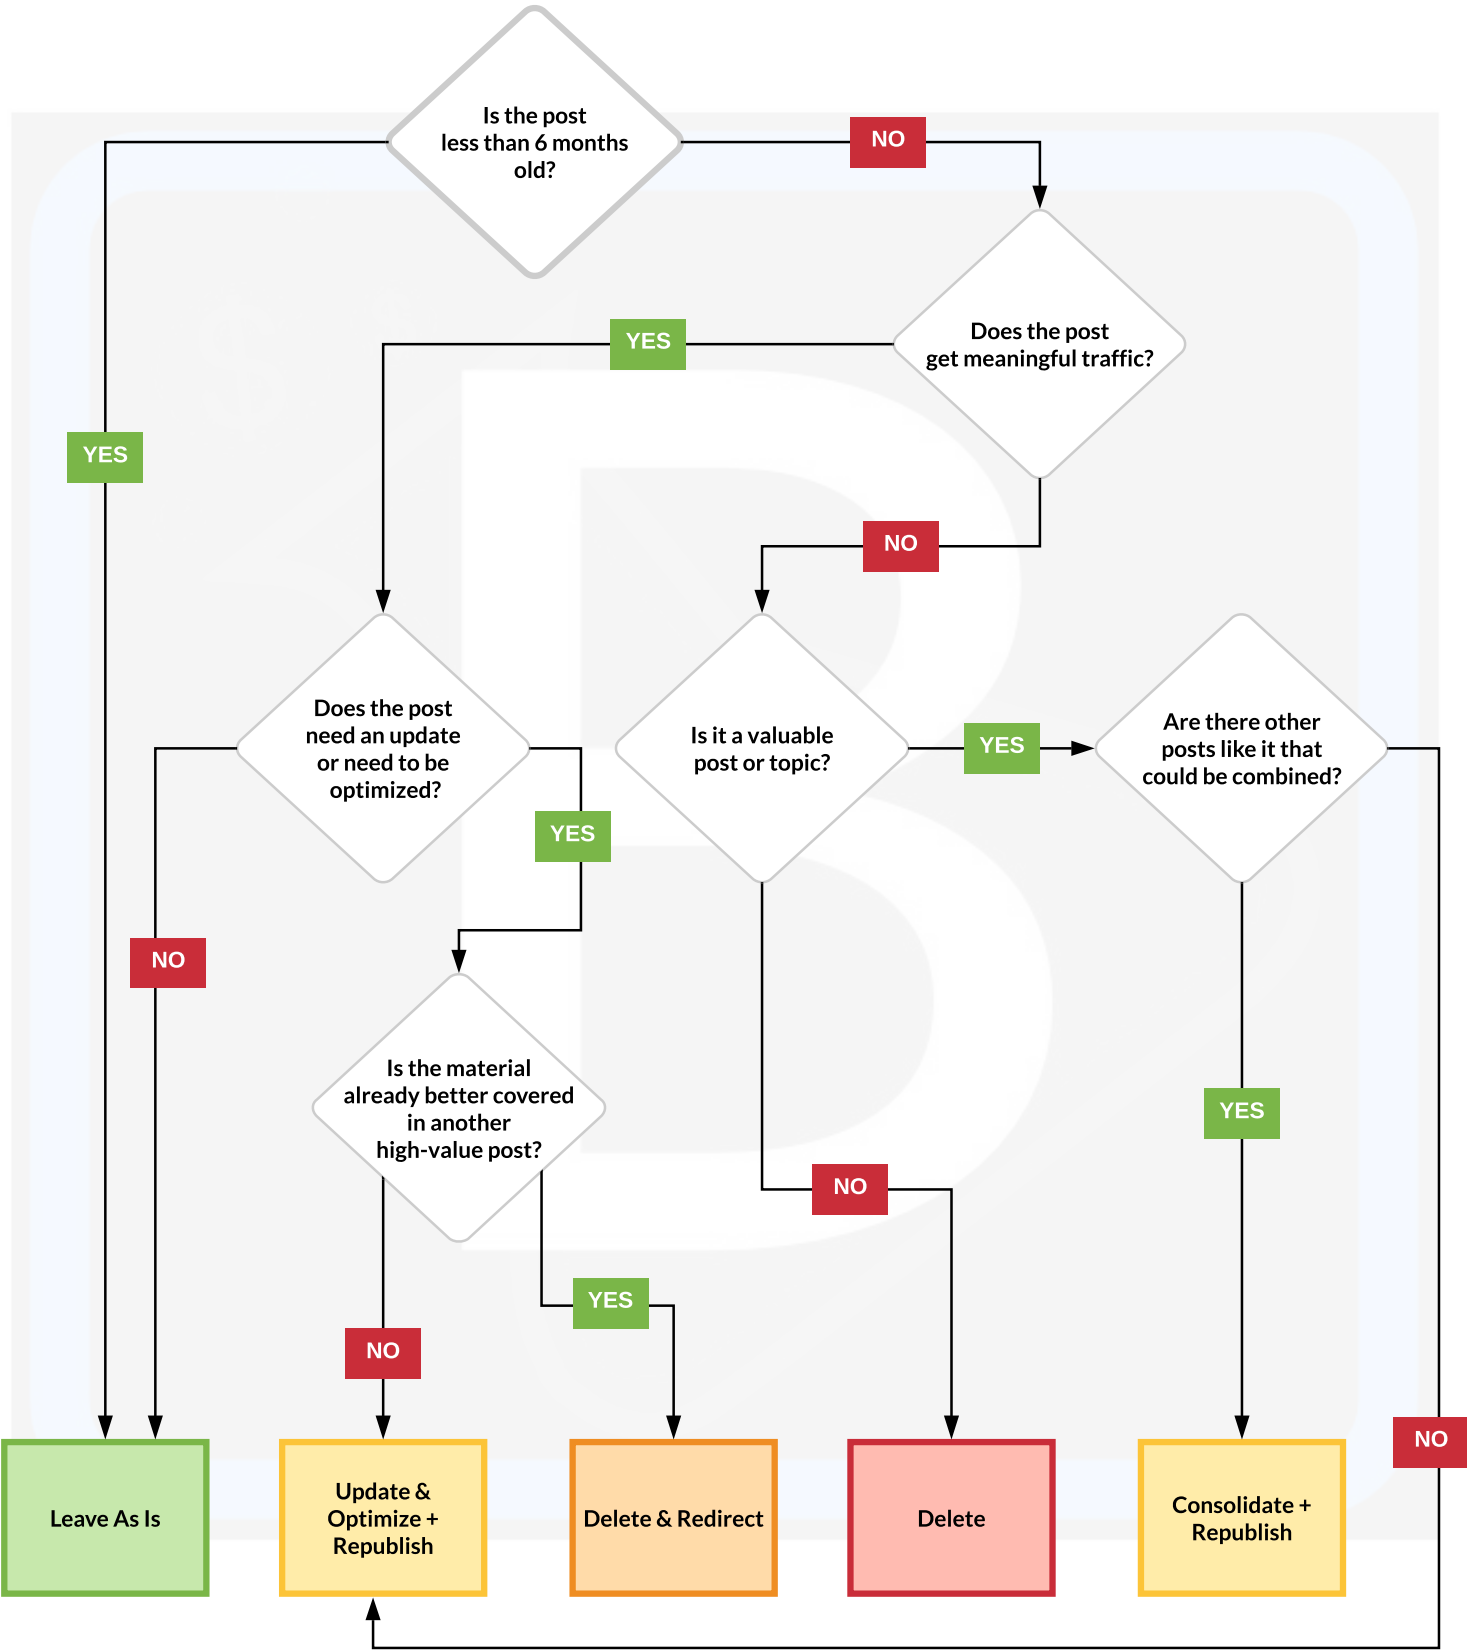 Is the post
less than 6 months
old?
NO
Does the post
get meaningful traffic?
YES
YES
NO
Does the post
need an update
or need to be
optimized?
Is it a valuable
post or topic?
YES
Are there other
posts like it that
could be combined?
YES
NO
Is the material
already better covered
in another
high-value post?
YES
NO
YES
NO
NO
Leave As Is
Update &
Optimize +
Republish
Delete & Redirect
Delete
Consolidate +
Republish